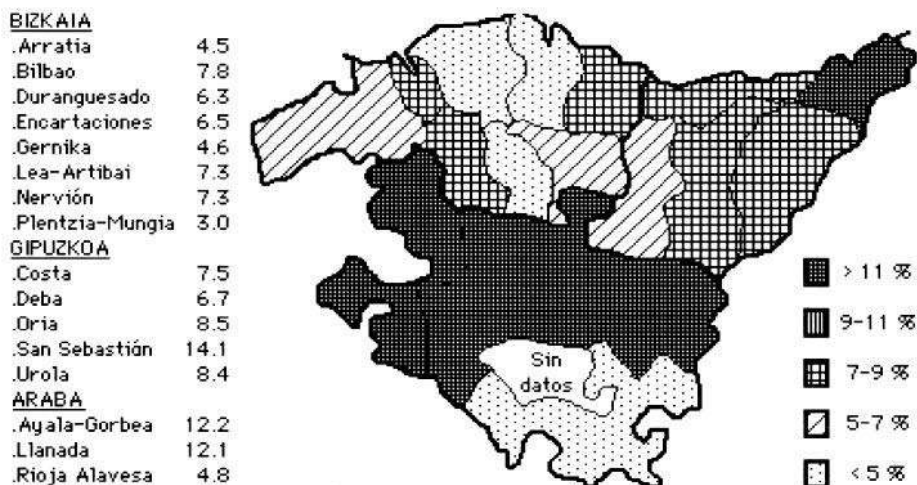 BIZKAIA
.Arratia 4.5
.Bilbao 7.8
.Duranguesado 6.3
.Encartaciones 6.5
.Gernika 4.6
.Lea-Artibai 7.3
.Nervión 7.3
.Plentzia-Mungia 3.0
GIPUZKOA
.Costa 7.5
.Deba 6.7
.Oria 8.5
.San Sebastián 14.1
.Urola 8.4
ARABA
.Ayala-Gorbea 12.2
.Llanada 12.1
.Rioja Alavesa 4.8
Sin
datos
> 11 %
9-11 %
7-9 %
5-7 %
< 5 %